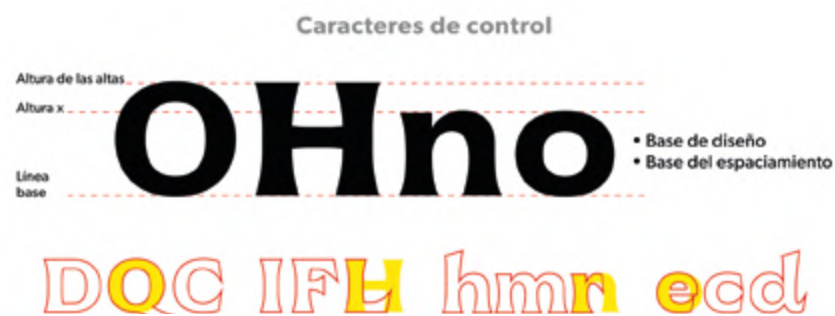 Caracteres de control
Altura de las altas
Altura x
OHno
• Base de diseño
• Base del espaciamiento
Línea
base
DQC IFH hmn ecd